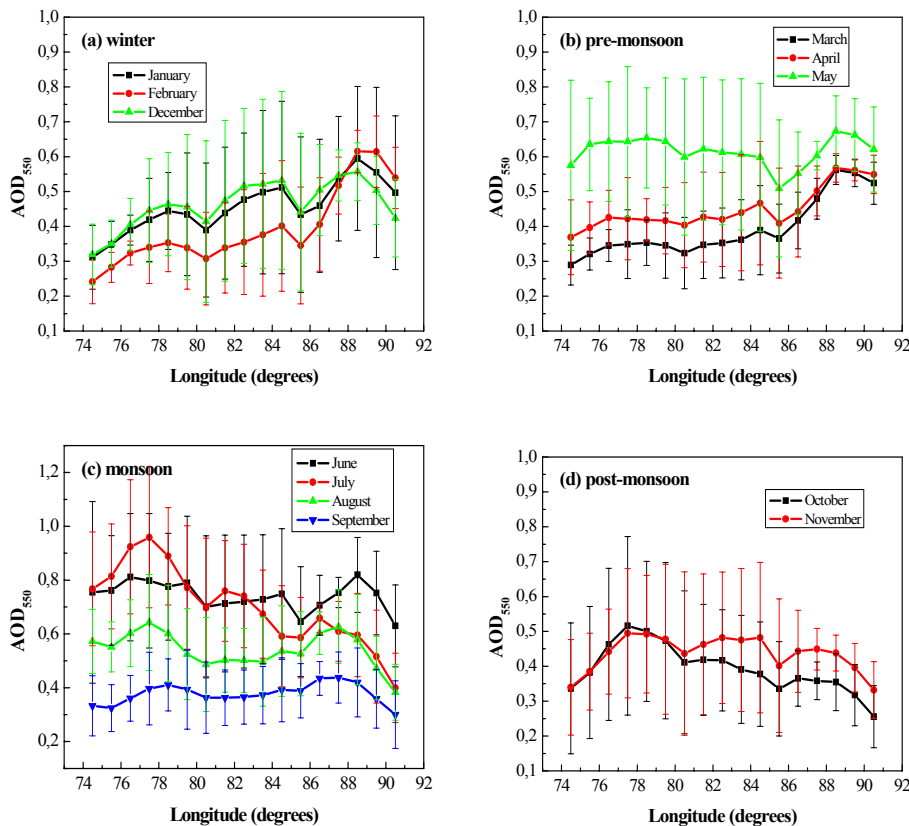 (a) winter
January
February
December
AOD550
1,0
0,9
0,8
0,7
0,6
0,5
0,4
0,3
0,2
0,1
74 76 78 80 82 84 86 88 90 92
Longitude (degrees)
(b) pre-monsoon
March
April
May
AOD550
1,0
0,9
0,8
0,7
0,6
0,5
0,4
0,3
0,2
0,1
74 76 78 80 82 84 86 88 90 92
Longitude (degrees)
(c) monsoon
June
July
August
September
AOD550
1,2
1,0
0,8
0,6
0,4
0,2
74 76 78 80 82 84 86 88 90 92
Longitude (degrees)
(d) post-monsoon
October
November
AOD550
1,0
0,9
0,8
0,7
0,6
0,5
0,4
0,3
0,2
0,1
74 76 78 80 82 84 86 88 90 92
Longitude (degrees)